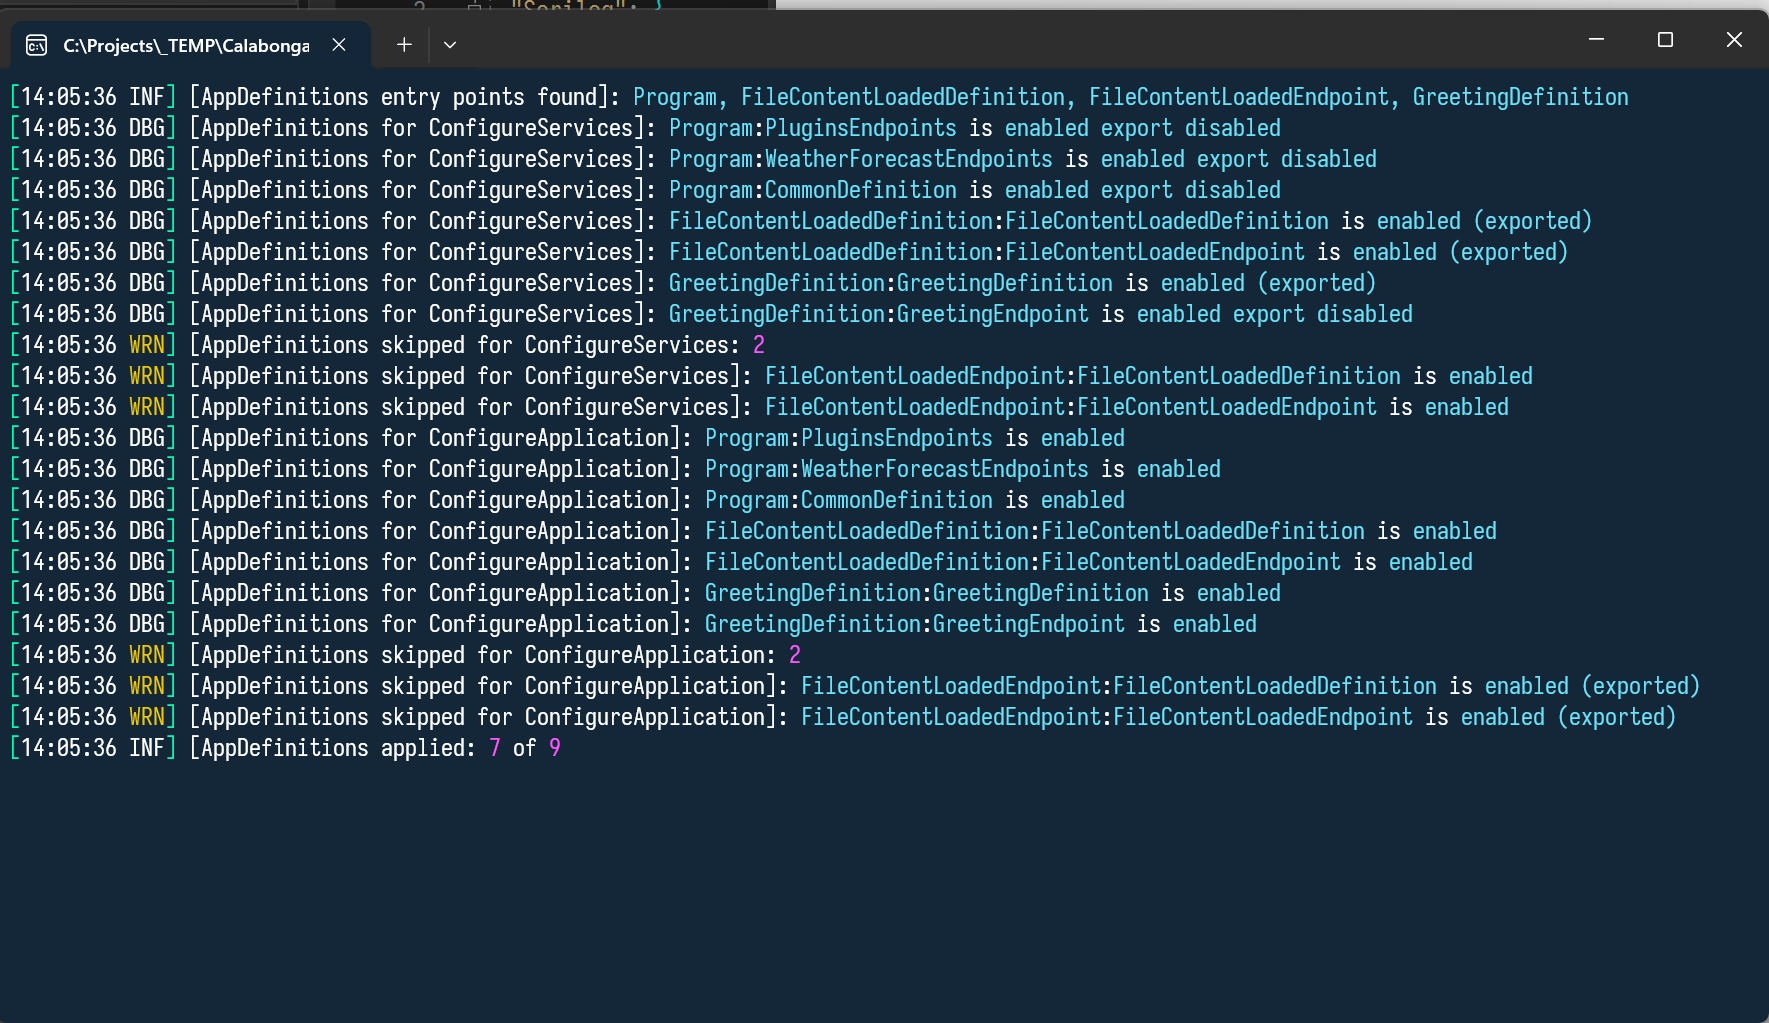 2 "Serilog": {
C:\Projects\_TEMP\Calabonga
[14:05:36 INF] [AppDefinitions entry points found]: Program, FileContentLoadedDefinition, FileContentLoadedEndpoint, GreetingDefinition
[14:05:36 DBG] [AppDefinitions for ConfigureServices]: Program:PluginsEndpoints is enabled export disabled
[14:05:36 DBG] [AppDefinitions for ConfigureServices]: Program:WeatherForecastEndpoints is enabled export disabled
[14:05:36 DBG] [AppDefinitions for ConfigureServices]: Program:CommonDefinition is enabled export disabled
[14:05:36 DBG] [AppDefinitions for ConfigureServices]: FileContentLoadedDefinition:FileContentLoadedDefinition is enabled (exported)
[14:05:36 DBG] [AppDefinitions for ConfigureServices]: FileContentLoadedDefinition:FileContentLoadedEndpoint is enabled (exported)
[14:05:36 DBG] [AppDefinitions for ConfigureServices]: GreetingDefinition:GreetingDefinition is enabled (exported)
[14:05:36 DBG] [AppDefinitions for ConfigureServices]: GreetingDefinition:GreetingEndpoint is enabled export disabled
[14:05:36 WRN] [AppDefinitions skipped for ConfigureServices: 2
[14:05:36 WRN] [AppDefinitions skipped for ConfigureServices]: FileContentLoadedEndpoint:FileContentLoadedDefinition is enabled
[14:05:36 WRN] [AppDefinitions skipped for ConfigureServices]: FileContentLoadedEndpoint:FileContentLoadedEndpoint is enabled
[14:05:36 DBG] [AppDefinitions for ConfigureApplication]: Program:PluginsEndpoints is enabled
[14:05:36 DBG] [AppDefinitions for ConfigureApplication]: Program:WeatherForecastEndpoints is enabled
[14:05:36 DBG] [AppDefinitions for ConfigureApplication]: Program:CommonDefinition is enabled
[14:05:36 DBG] [AppDefinitions for ConfigureApplication]: FileContentLoadedDefinition:FileContentLoadedDefinition is enabled
[14:05:36 DBG] [AppDefinitions for ConfigureApplication]: FileContentLoadedDefinition:FileContentLoadedEndpoint is enabled
[14:05:36 DBG] [AppDefinitions for ConfigureApplication]: GreetingDefinition:GreetingDefinition is enabled
[14:05:36 DBG] [AppDefinitions for ConfigureApplication]: GreetingDefinition:GreetingEndpoint is enabled
[14:05:36 WRN] [AppDefinitions skipped for ConfigureApplication: 2
[14:05:36 WRN] [AppDefinitions skipped for ConfigureApplication]: FileContentLoadedEndpoint:FileContentLoadedDefinition is enabled (exported)
[14:05:36 WRN] [AppDefinitions skipped for ConfigureApplication]: FileContentLoadedEndpoint:FileContentLoadedEndpoint is enabled (exported)
[14:05:36 INF] [AppDefinitions applied: 7 of 9